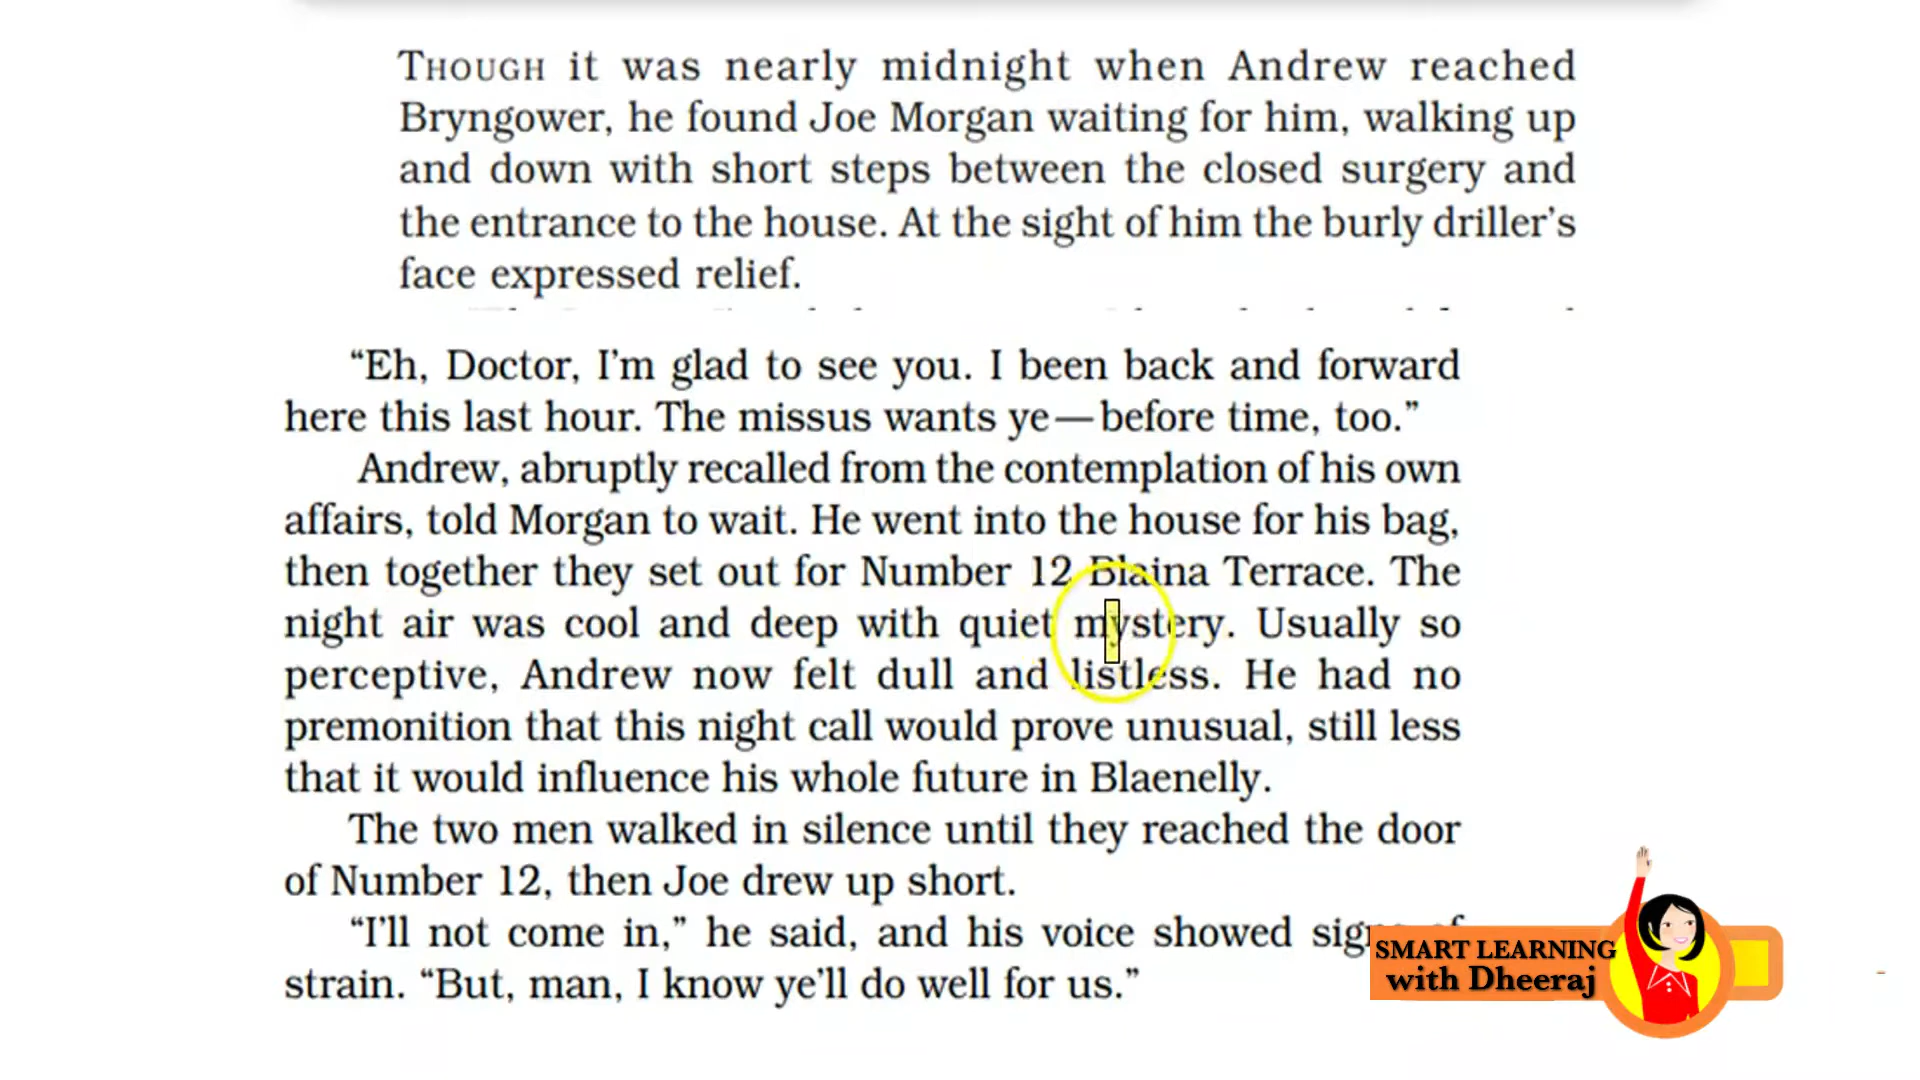 THOUGH it was nearly midnight when Andrew reached
Bryngower, he found Joe Morgan waiting for him, walking up
and down with short steps between the closed surgery and
the entrance to the house. At the sight of him the burly driller's
face expressed relief.
“Eh, Doctor, I'm glad to see you. I been back and forward
here this last hour. The missus wants ye—before time, too.”
Andrew, abruptly recalled from the contemplation of his own
affairs, told Morgan to wait. He went into the house for his bag,
then together they set out for Number 12 Blaina Terrace. The
night air was cool and deep with quiet mystery. Usually so
perceptive, Andrew now felt dull and listless. He had no
premonition that this night call would prove unusual, still less
that it would influence his whole future in Blaenelly.
The two men walked in silence until they reached the door
of Number 12, then Joe drew up short.
“I'll not come in,” he said, and his voice showed signs of
strain. “But, man, I know ye'll do well for us.”
SMART LEARNING
with Dheeraj